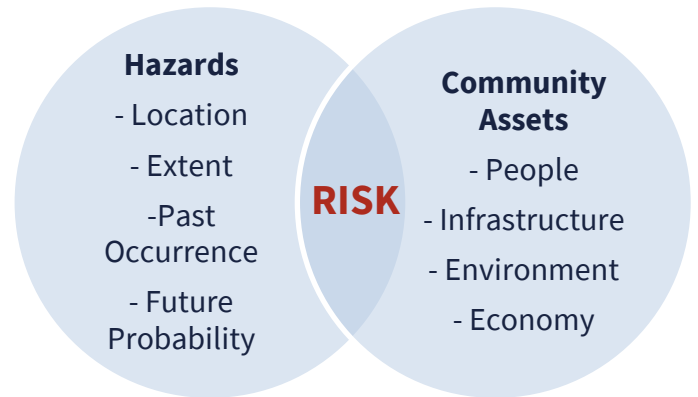 Hazards
- Location
- Extent
-Past
Occurrence
- Future
Probability
RISK
Community
Assets
- People
- Infrastructure
- Environment
- Economy